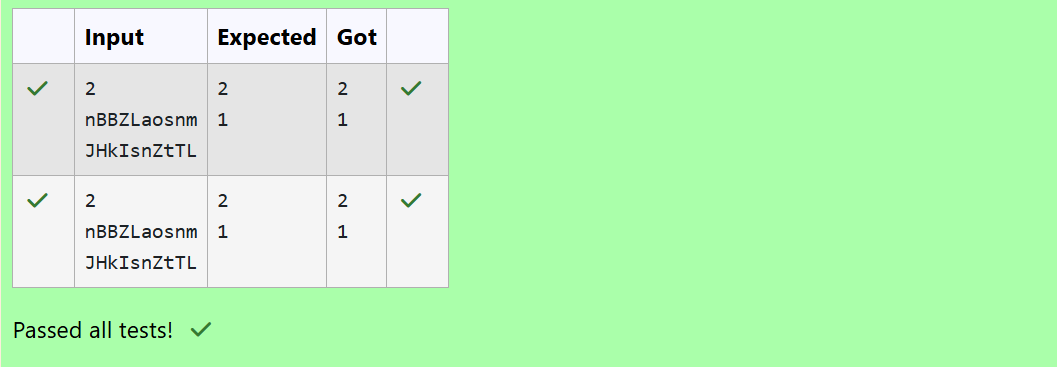 Input Expected Got
2 2 2
nBBZLaosnm 1 1
JHkIsnZtTL
2 2 2
nBBZLaosnm 1 1
JHkIsnZtTL
Passed all tests!